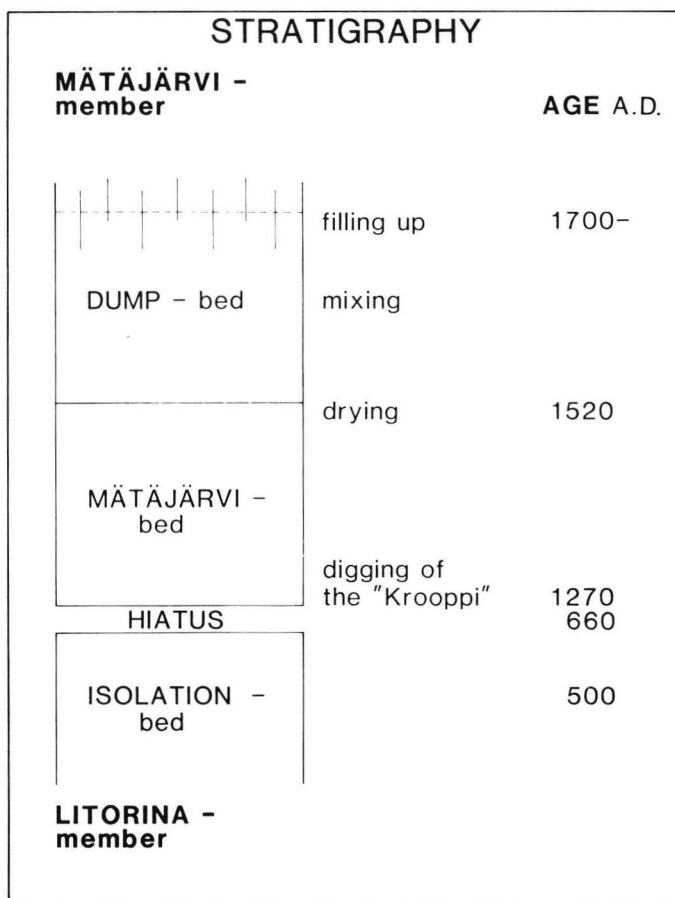 STRATIGRAPHY
MÄTÄJÄRVI –
member
AGE A.D.
filling up 1700–
DUMP – bed mixing
drying 1520
MÄTÄJÄRVI –
bed
digging of
the "Krooppi" 1270
HIATUS 660
ISOLATION – 500
bed
LITORINA –
member